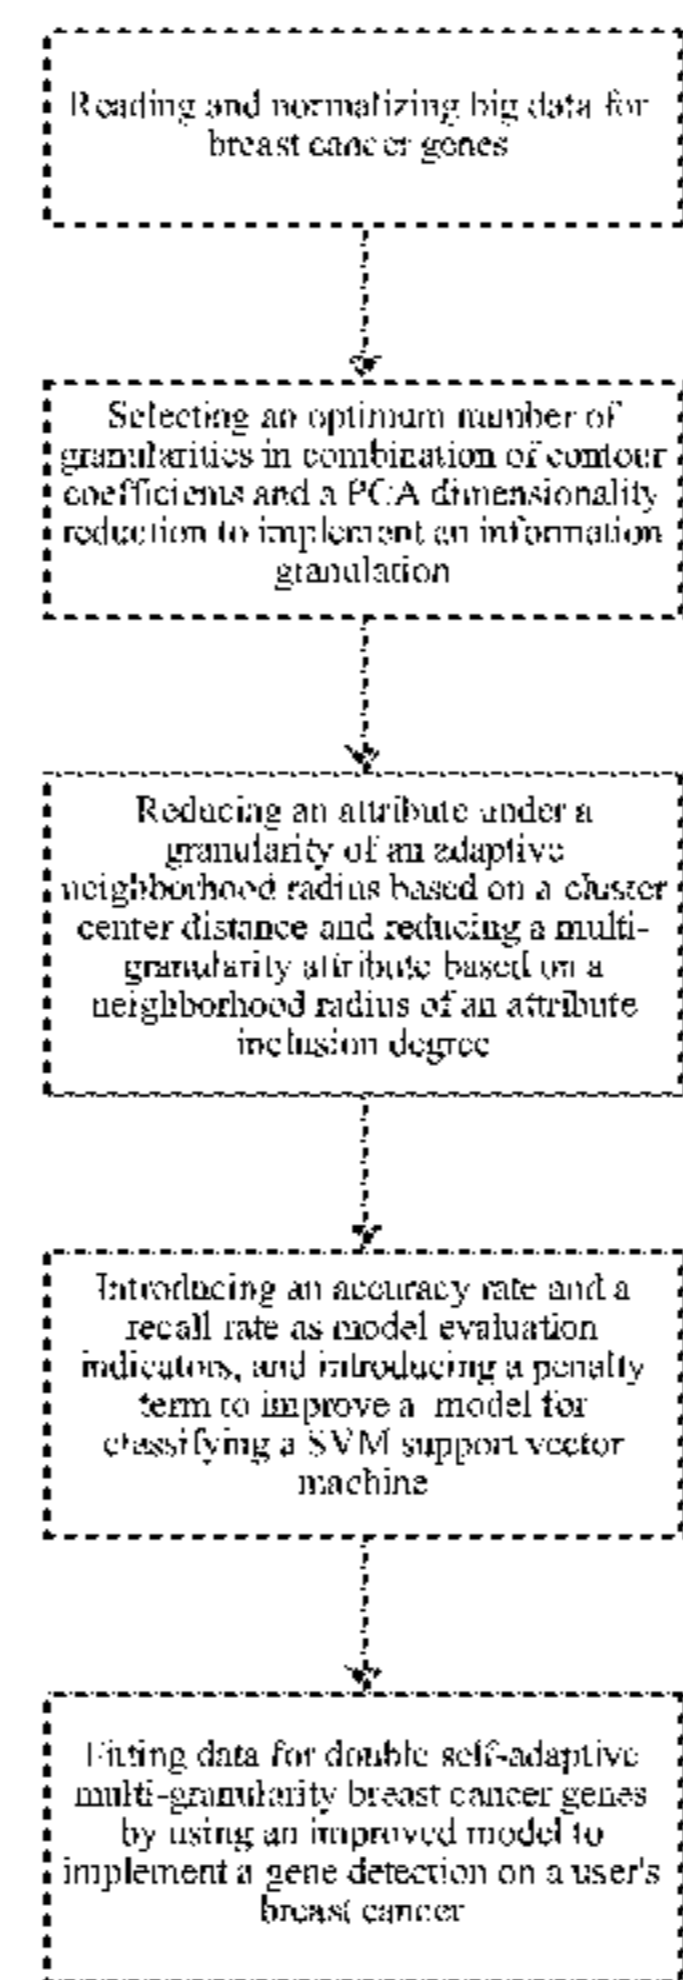 Reading and normalizing big data for
breast cancer genes
Selecting an optimum number of
granularities in combination of contour
coefficients and a PCA dimensionality
reduction to implement an information
granulation
Reducing an attribute under a
granularity of an adaptive
neighborhood radius based on a cluster
center distance and reducing a multi-
granularity attribute based on a
neighborhood radius of an attribute
inclusion degree
Introducing an accuracy rate and a
recall rate as model evaluation
indicators, and introducing a penalty
term to improve a model for
classifying a SVM support vector
machine
Fitting data for double self-adaptive
multi-granularity breast cancer genes
by using an improved model to
implement a gene detection on a user's
breast cancer